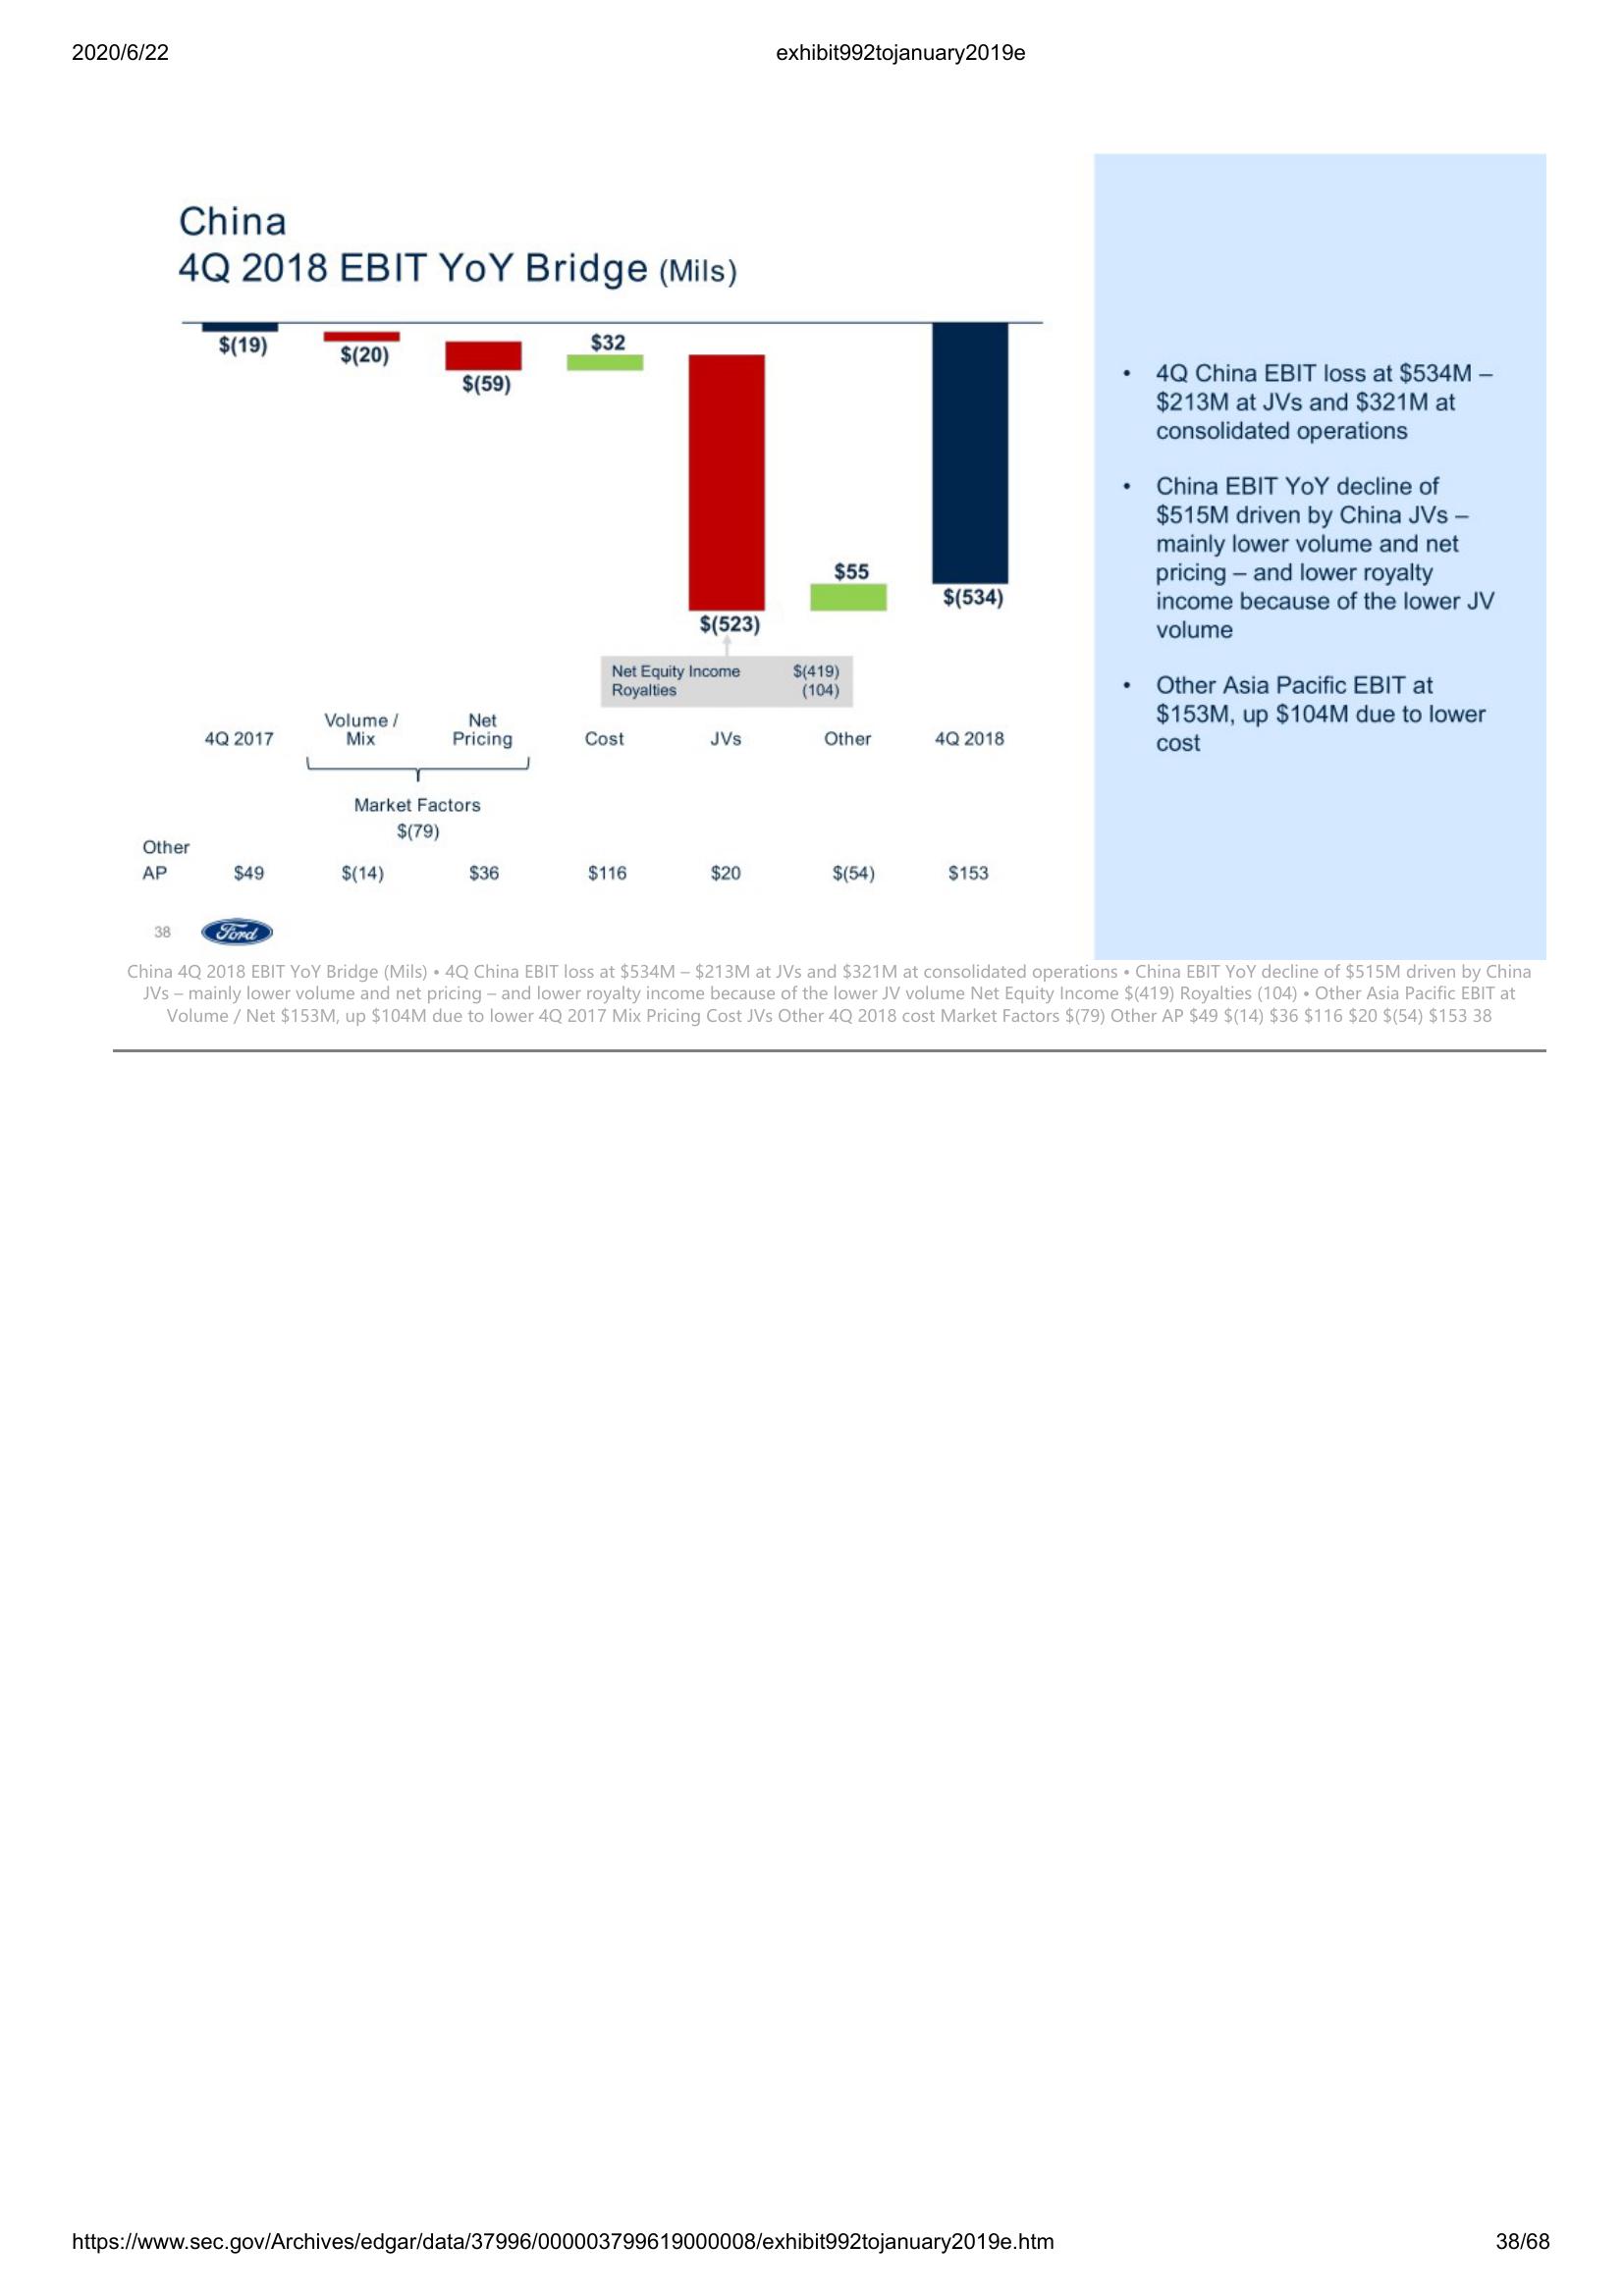 2020/6/22
exhibit992tojanuary2019e
China
4Q 2018 EBIT YoY Bridge (Mils)
$(19)
$(20)
$(59)
$32
$(523)
$55
$(534)
Net Equity Income $(419)
Royalties (104)
4Q 2017
Volume /
Mix
Net
Pricing
Cost
JVs
Other
4Q 2018
Market Factors
$(79)
Other
AP $49 $(14) $36 $116 $20 $(54) $153
38
Ford
• 4Q China EBIT loss at $534M –
$213M at JVs and $321M at
consolidated operations
• China EBIT YoY decline of
$515M driven by China JVs –
mainly lower volume and net
pricing – and lower royalty
income because of the lower JV
volume
• Other Asia Pacific EBIT at
$153M, up $104M due to lower
cost
China 4Q 2018 EBIT YoY Bridge (Mils) • 4Q China EBIT loss at $534M – $213M at JVs and $321M at consolidated operations • China EBIT YoY decline of $515M driven by China
JVs – mainly lower volume and net pricing – and lower royalty income because of the lower JV volume Net Equity Income $(419) Royalties (104) • Other Asia Pacific EBIT at
Volume / Net $153M, up $104M due to lower 4Q 2017 Mix Pricing Cost JVs Other 4Q 2018 cost Market Factors $(79) Other AP $49 $(14) $36 $116 $20 $(54) $153 38
https://www.sec.gov/Archives/edgar/data/37996/000003799619000008/exhibit992tojanuary2019e.htm
38/68